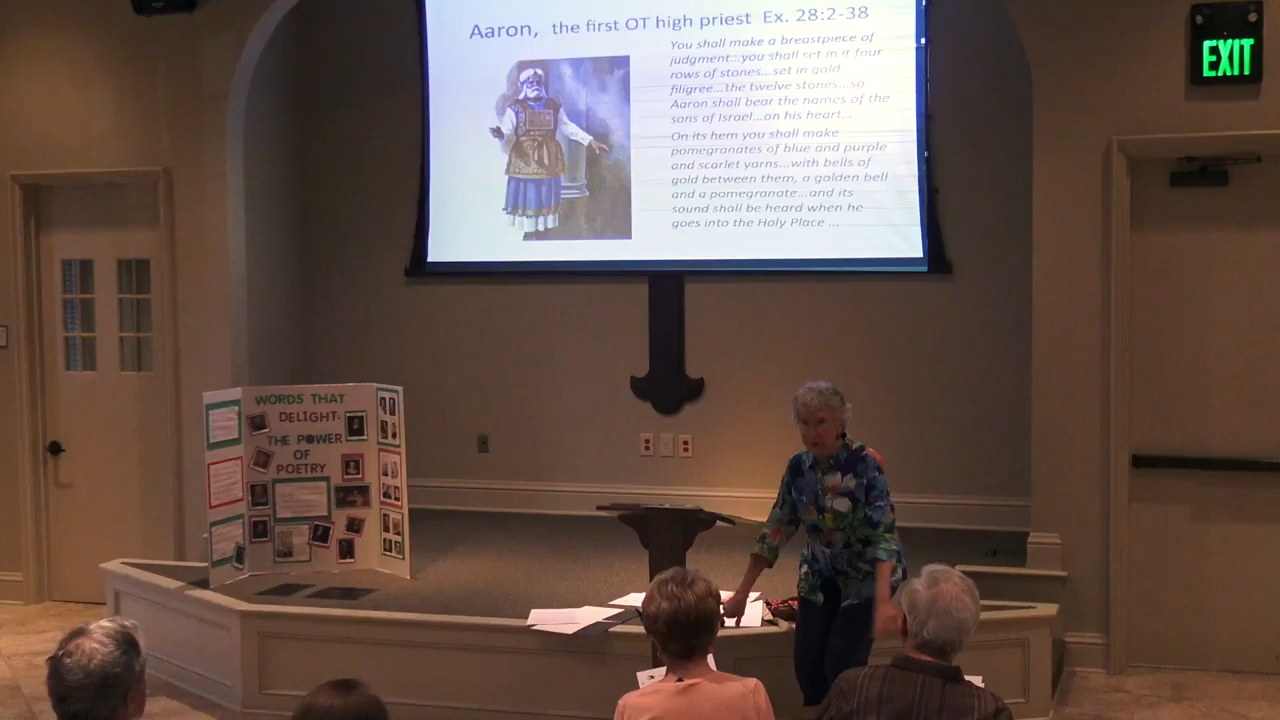 Aaron, the first OT high priest Ex. 28:2-38
You shall make a breastpiece of
judgment...you shall set in it four
rows of stones...set in gold
filigree...the twelve stones...so
Aaron shall bear the names of the
sons of Israel...on his heart...
On its hem you shall make
pomegranates of blue and purple
and scarlet yarns...with bells of
gold between them, a golden bell
and a pomegranate...and its
sound shall be heard when he
goes into the Holy Place ...
EXIT
WORDS THAT
DELIGHT:
THE POWER
OF
POETRY